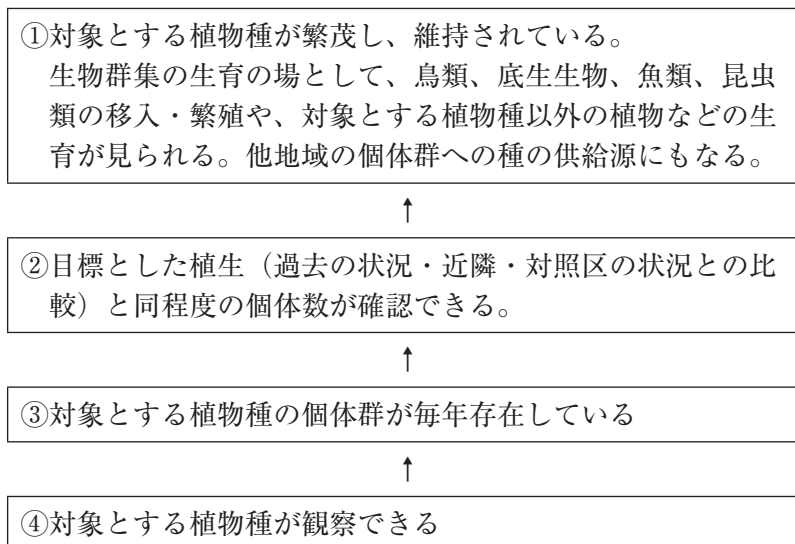 ①対象とする植物種が繁茂し、維持されている。
生物群集の生育の場として、鳥類、底生生物、魚類、昆虫
類の移入・繁殖や、対象とする植物種以外の植物などの生
育が見られる。他地域の個体群への種の供給源にもなる。
↑
②目標とした植生（過去の状況・近隣・対照区の状況との比
較）と同程度の個体数が確認できる。
↑
③対象とする植物種の個体群が毎年存在している
↑
④対象とする植物種が観察できる